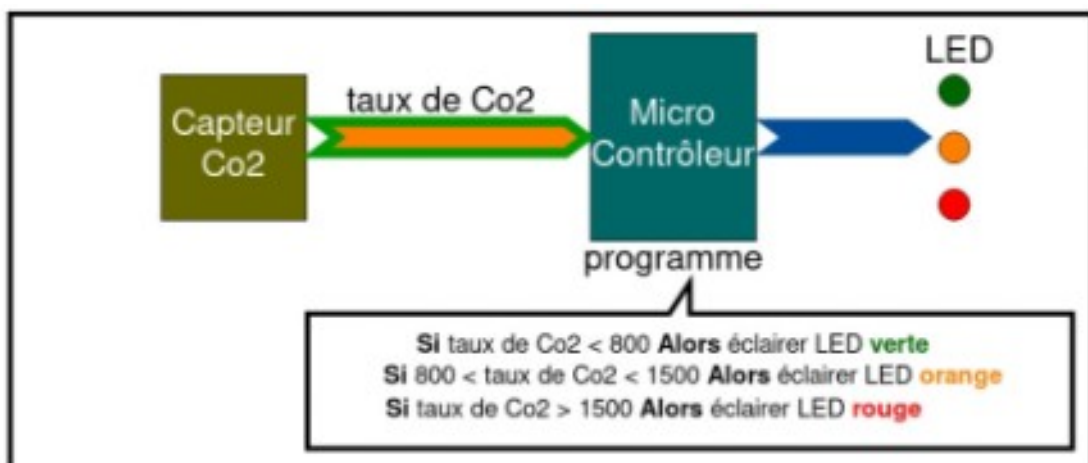 LED
taux de Co2
Capteur
Co2
Micro
Contrôleur
programme
Si taux de Co2 < 800 Alors éclairer LED verte
Si 800 < taux de Co2 < 1500 Alors éclairer LED orange
Si taux de Co2 > 1500 Alors éclairer LED rouge